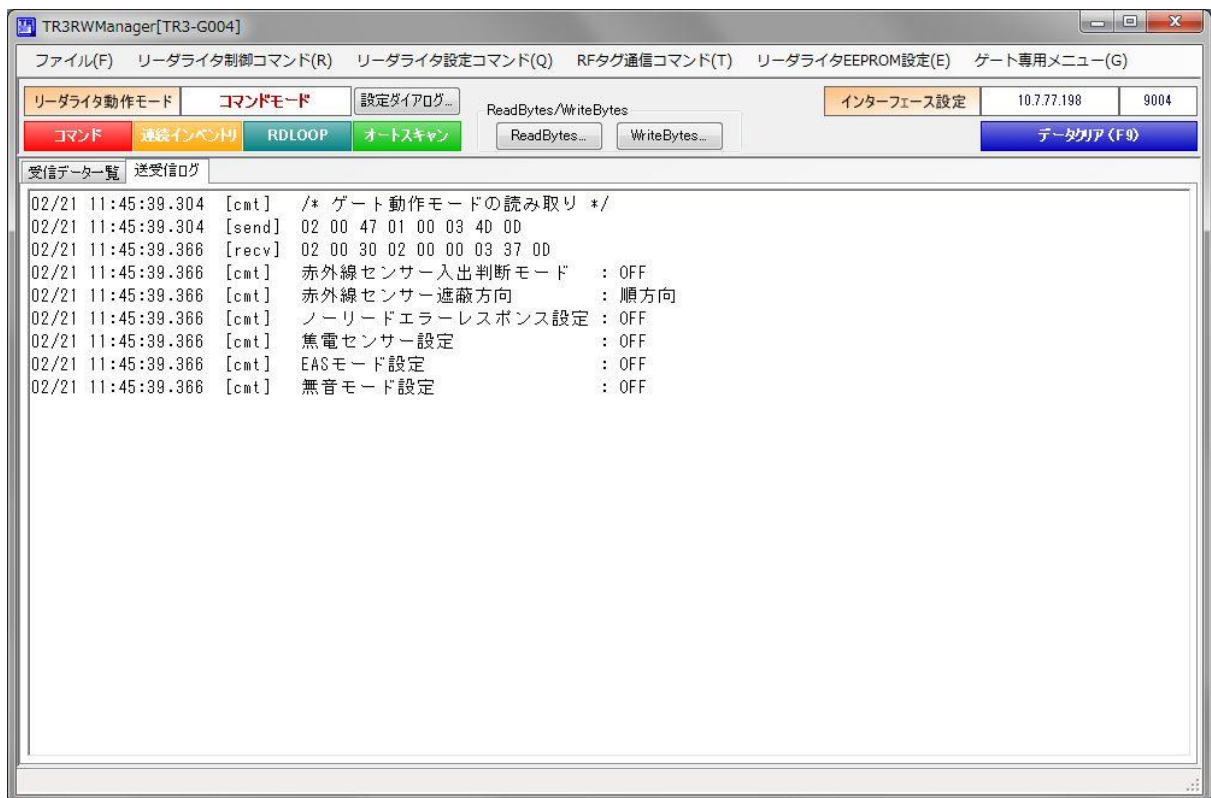 TR3RWManager[TR3-G004]
ファイル(F) リーダライタ制御コマンド(R) リーダライタ設定コマンド(Q) RFタグ通信コマンド(T) リーダライタEEPROM設定(E) ゲート専用メニュー(G)
リーダライタ動作モード コマンドモード 設定ダイアログ... ReadBytes/WriteBytes インターフェース設定 10.7.77.198 9004
コマンド 連続インベントリ RDLOOP オートスキャン ReadBytes... WriteBytes... データクリア(F9)
受信データ一覧 送受信ログ
02/21 11:45:39.304 [cmt] /* ゲート動作モードの読み取り */
02/21 11:45:39.304 [send] 02 00 47 01 00 03 4D 0D
02/21 11:45:39.366 [recv] 02 00 30 02 00 00 03 37 0D
02/21 11:45:39.366 [cmt] 赤外線センサー入出判断モード : OFF
02/21 11:45:39.366 [cmt] 赤外線センサー遮蔽方向 : 順方向
02/21 11:45:39.366 [cmt] ノーリードエラーレスポンス設定 : OFF
02/21 11:45:39.366 [cmt] 焦電センサー設定 : OFF
02/21 11:45:39.366 [cmt] EASモード設定 : OFF
02/21 11:45:39.366 [cmt] 無音モード設定 : OFF